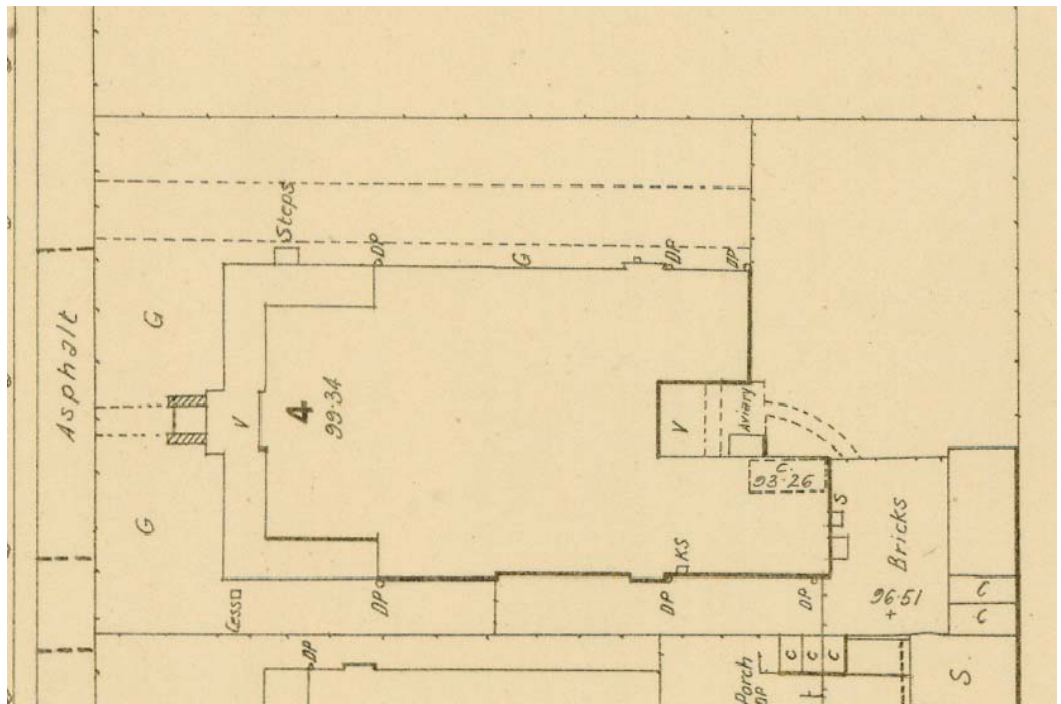 Steps
DP
G
DP
DP
Asphalt
G
V
4
99·34
V
Aviary
C.
93·26
G
S
Bricks
KS
Cess
DP
DP
DP
96·51
C
C
DP
C
C
C
Porch
DP
S.